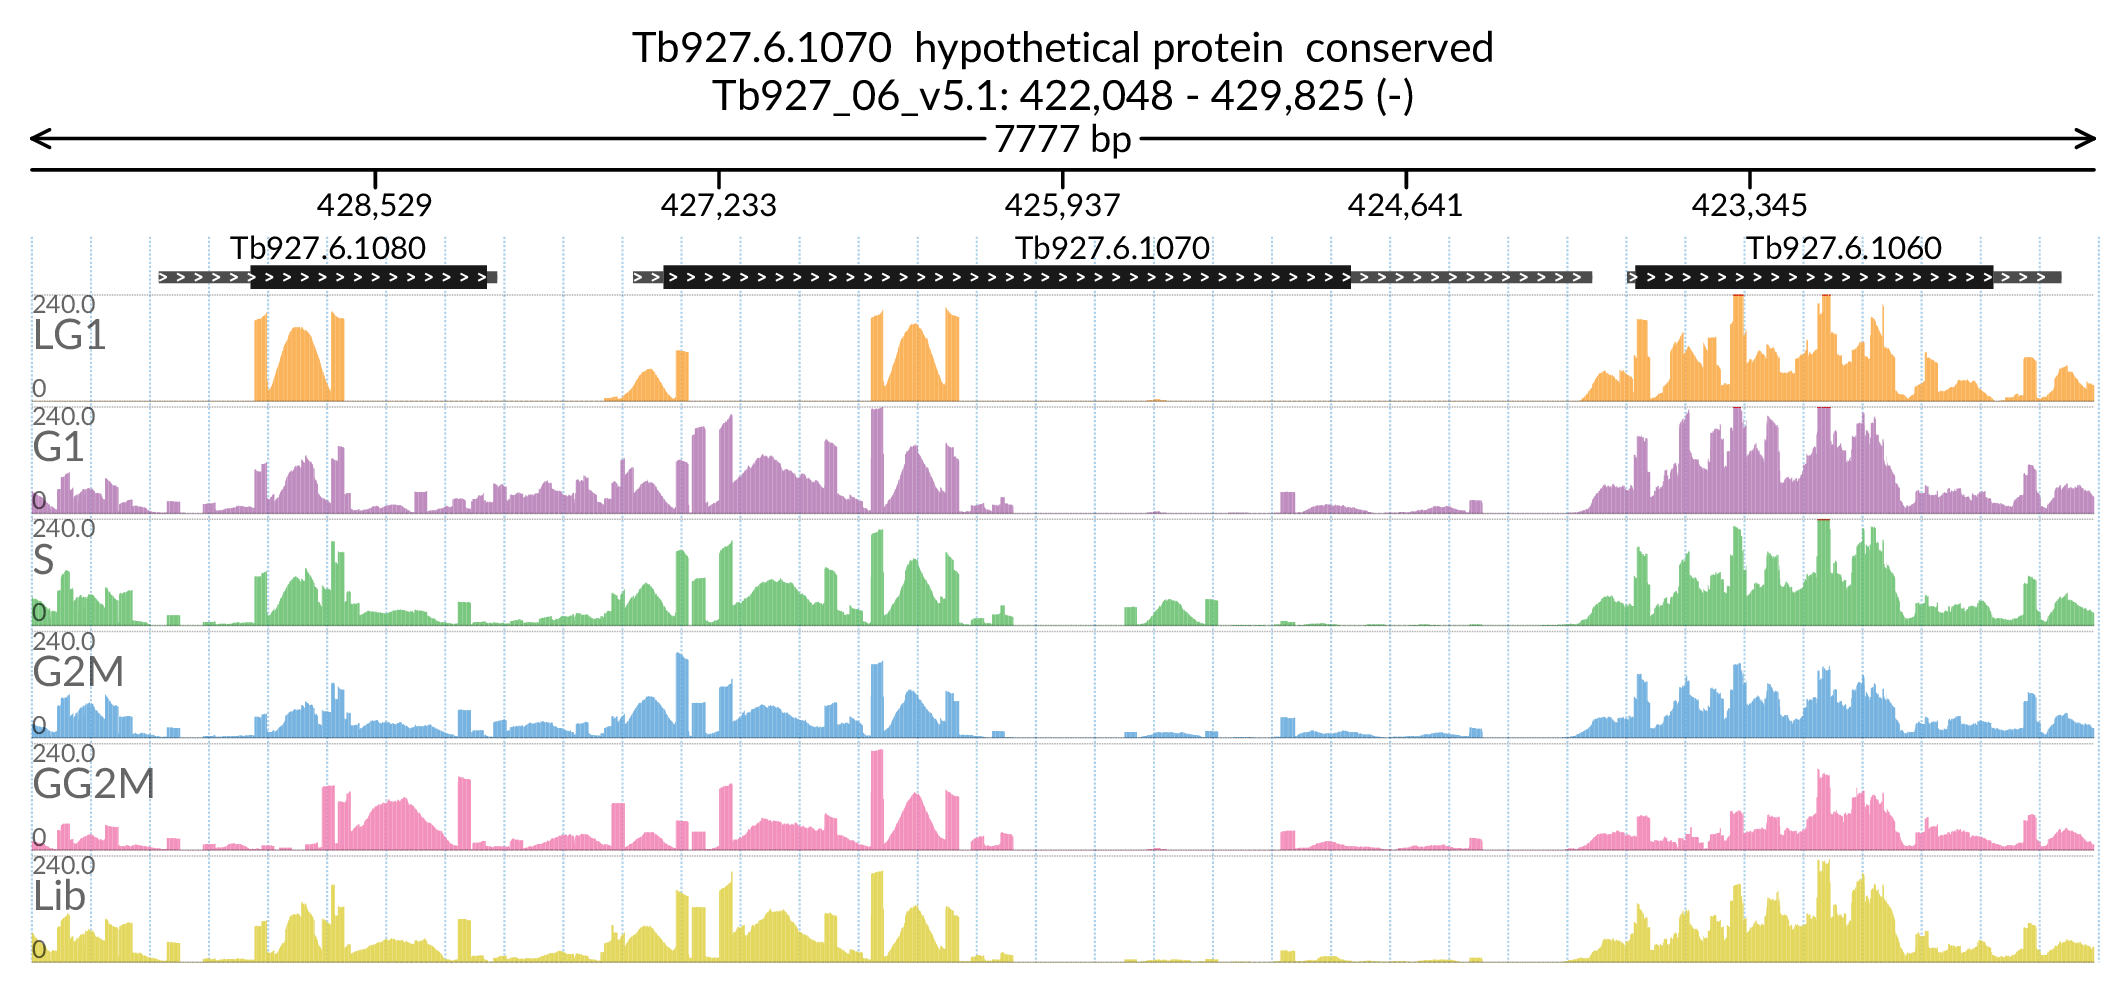 Tb927.6.1070 hypothetical protein conserved
Tb927_06_v5.1: 422,048 - 429,825 (-)
7777 bp
428,529 427,233 425,937 424,641 423,345
Tb927.6.1080 Tb927.6.1070 Tb927.6.1060
240.0
LG1
0
240.0
G1
0
240.0
S
0
240.0
G2M
0
240.0
GG2M
0
240.0
Lib
0